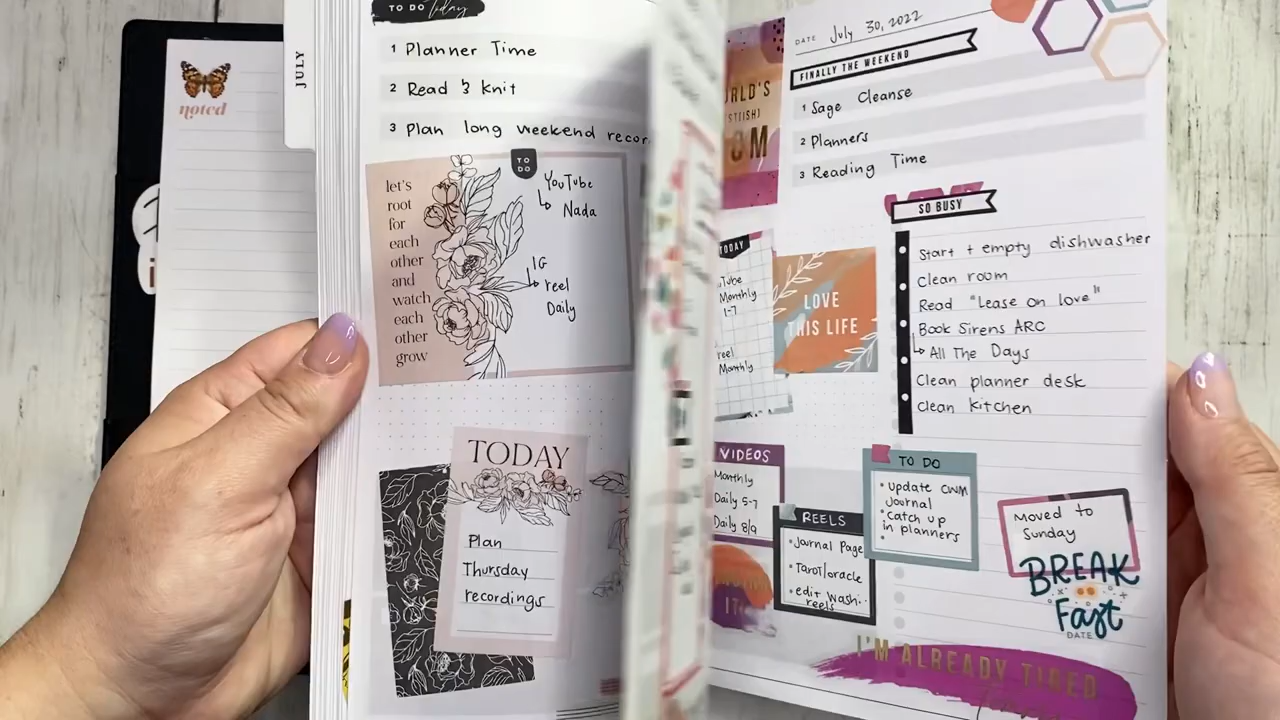 noted
JULY
TO DO Today
1 Planner Time
2 Read & knit
3 Plan long weekend recor
let's
root
for
each
other
and
watch
each
other
grow
TO
DO
YouTube
Nada
IG
reel
Daily
TODAY
Plan
Thursday
recordings
DATE July 30, 2022
FINALLY THE WEEKEND
1 Sage Cleanse
2 Planners
3 Reading Time
SO BUSY
Start + empty dishwasher
Clean room
Read "Lease on love"
Book Sirens ARC
All The Days
Clean planner desk
Clean kitchen
TODAY
Monthly
1-7
reel
Monthly
LOVE
THIS LIFE
VIDEOS
Monthly
Daily 5-7
Daily 8/9
REELS
• Journal Page
• Tarot/oracle
• edit Washi
reels
TO DO
• Update CWM
Journal
• Catch up
in planners
•
Moved to
Sunday
BREAK
Fast
DATE
I'M ALREADY TIRED